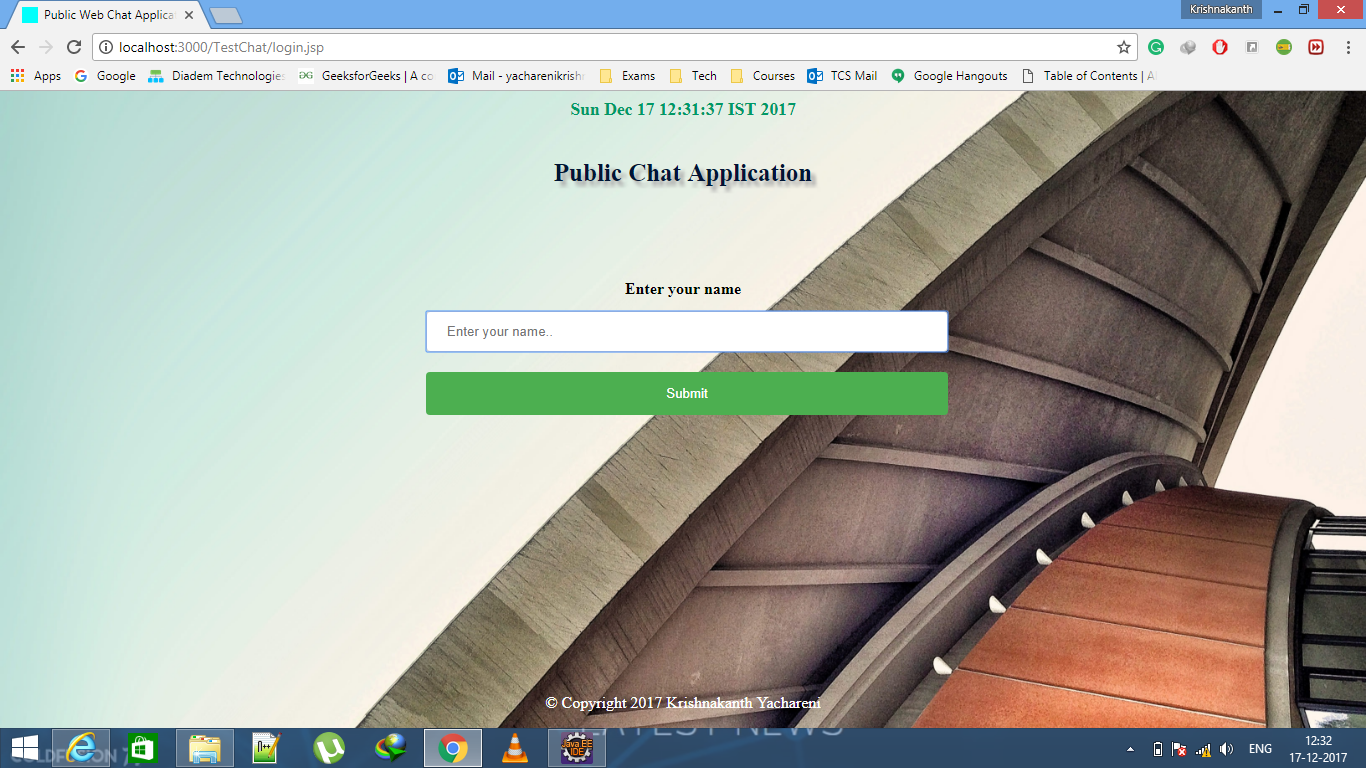 Public Web Chat Applica
Krishnakanth
localhost:3000/TestChat/login.jsp
Apps Google Diadem Technologies GeeksforGeeks | A co Mail - yacharenikrishn Exams Tech Courses TCS Mail Google Hangouts Table of Contents | A
Sun Dec 17 12:31:37 IST 2017
Public Chat Application
Enter your name
Enter your name..
Submit
© Copyright 2017 Krishnakanth Yachareni
LATEST NEWS
COLDFUSION
Java EE
IDE
ENG
12:32
17-12-2017